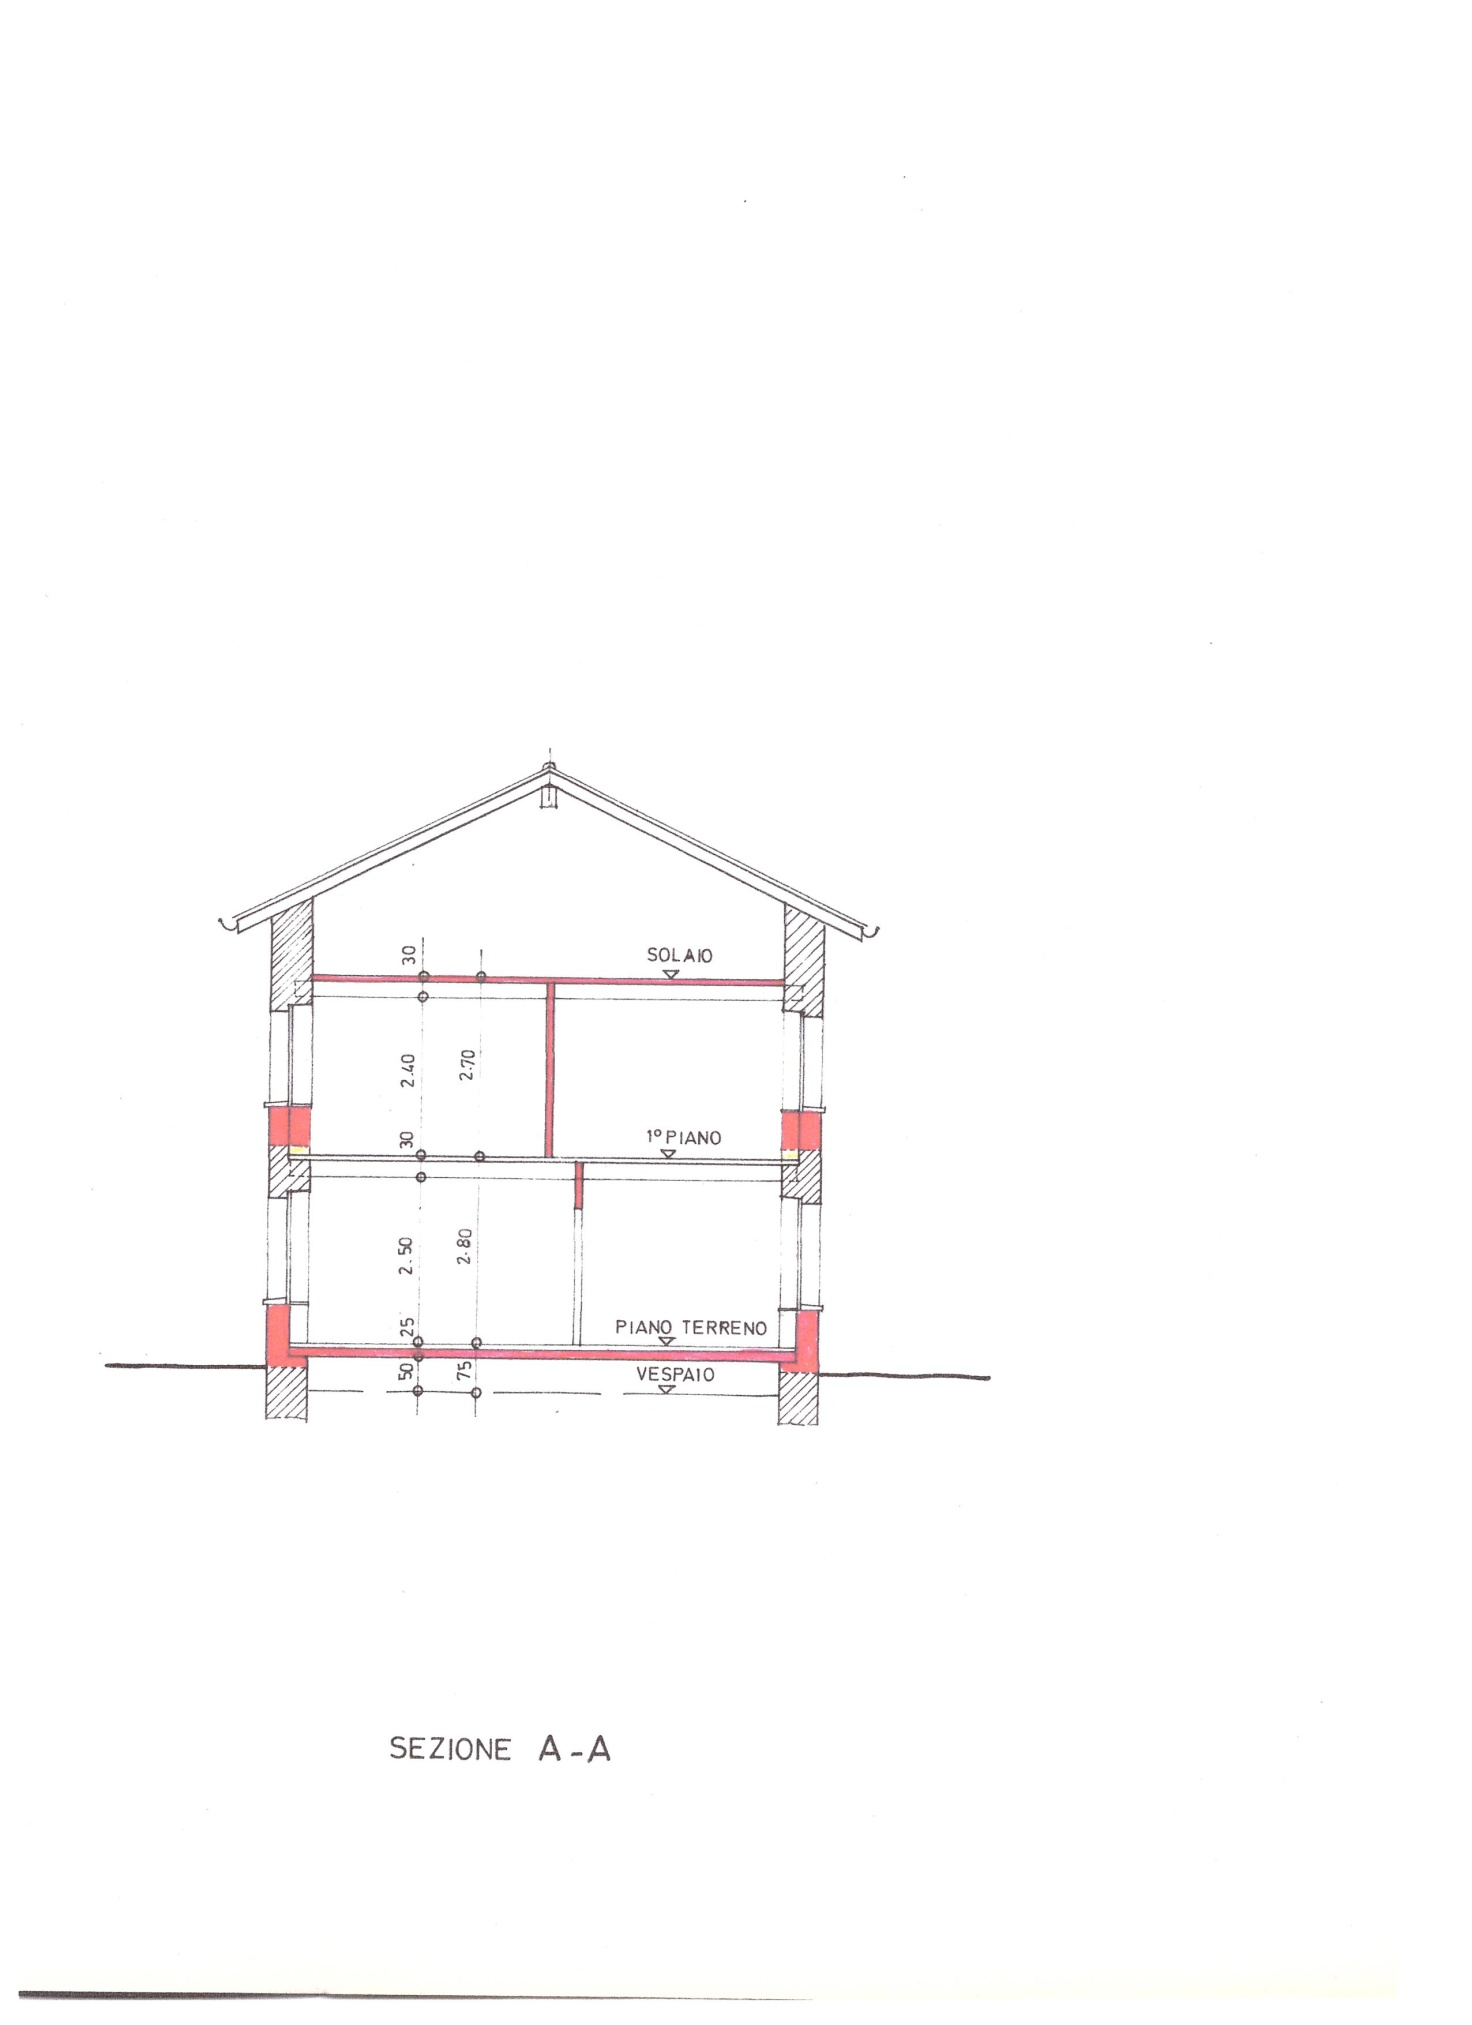 SOLAIO
30
2.40
2.70
1° PIANO
30
2.50
2.80
PIANO TERRENO
25
VESPAIO
50
75
SEZIONE A-A